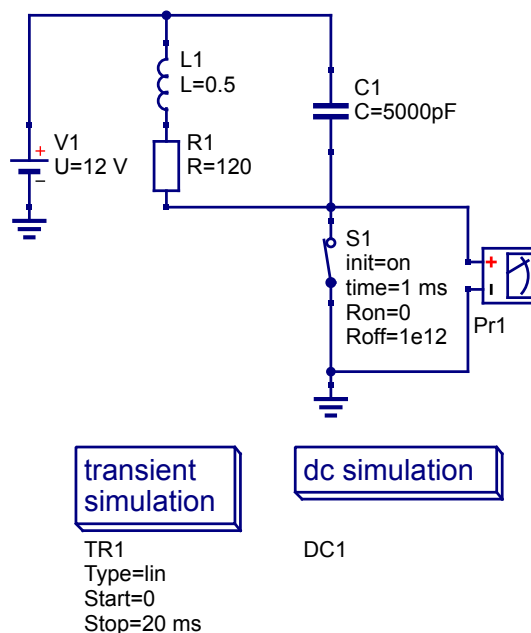 L1
L=0.5
C1
C=5000pF
V1
U=12 V
R1
R=120
S1
init=on
time=1 ms
Ron=0
Roff=1e12
Pr1
transient
simulation
dc simulation
TR1
Type=lin
Start=0
Stop=20 ms
DC1